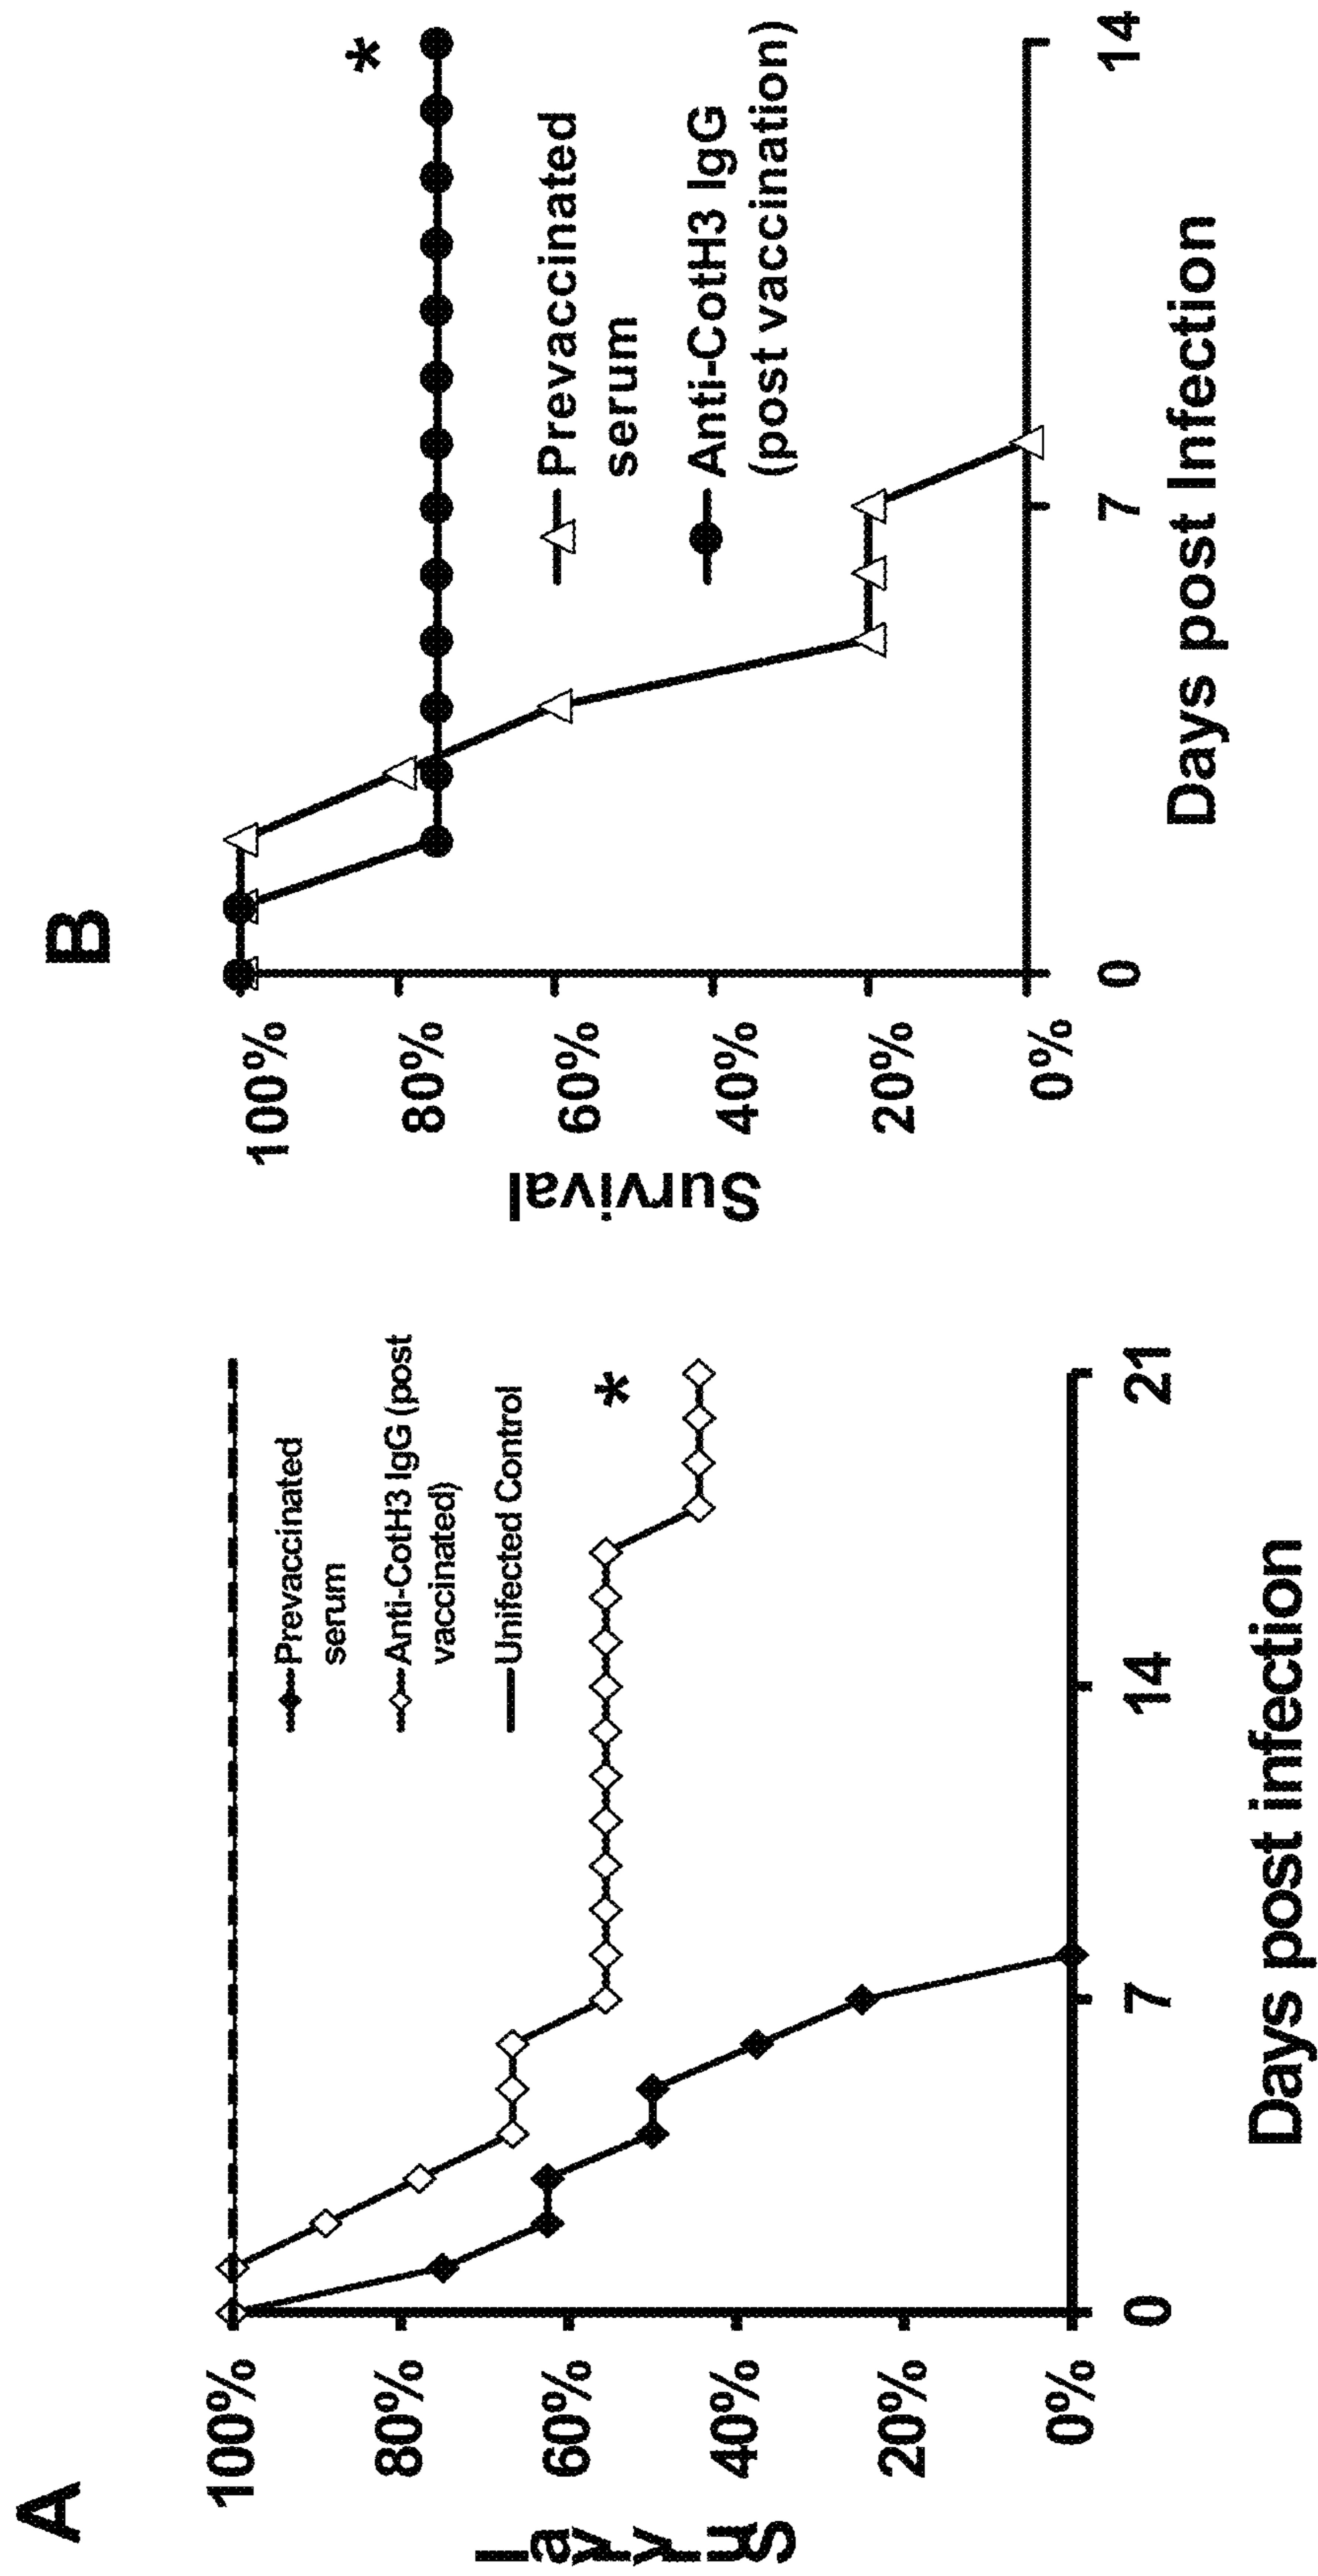 A
Survival
100%
80%
60%
40%
20%
0%
0
7
14
21
Days post infection
Prevaccinated
serum
Anti-CotH3 IgG (post
vaccinated)
Unifected Control
*
B
Survival
100%
80%
60%
40%
20%
0%
0
7
14
Days post Infection
Prevaccinated
serum
Anti-CotH3 IgG
(post vaccination)
*